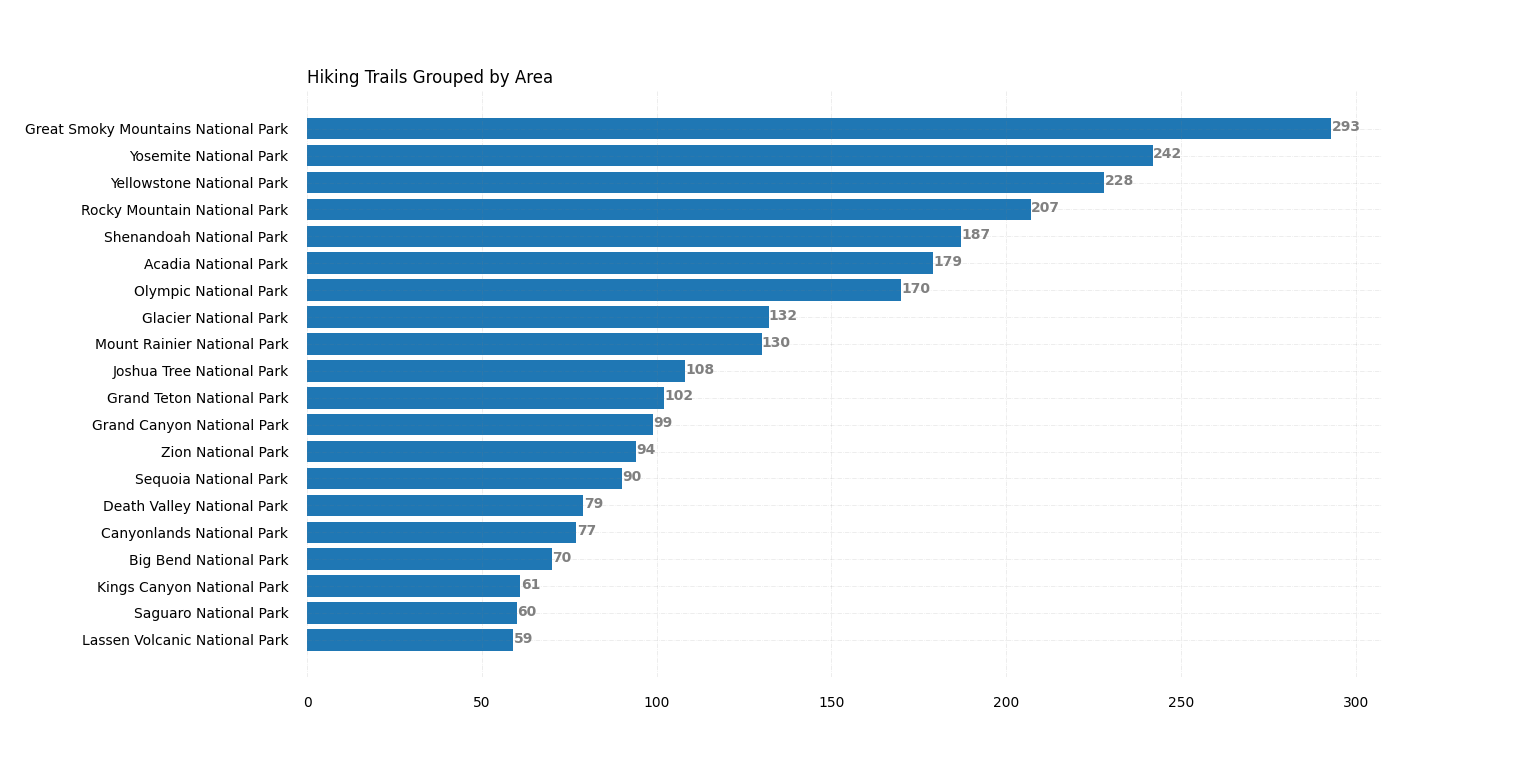 Hiking Trails Grouped by Area
Great Smoky Mountains National Park 293
Yosemite National Park 242
Yellowstone National Park 228
Rocky Mountain National Park 207
Shenandoah National Park 187
Acadia National Park 179
Olympic National Park 170
Glacier National Park 132
Mount Rainier National Park 130
Joshua Tree National Park 108
Grand Teton National Park 102
Grand Canyon National Park 99
Zion National Park 94
Sequoia National Park 90
Death Valley National Park 79
Canyonlands National Park 77
Big Bend National Park 70
Kings Canyon National Park 61
Saguaro National Park 60
Lassen Volcanic National Park 59
0 50 100 150 200 250 300